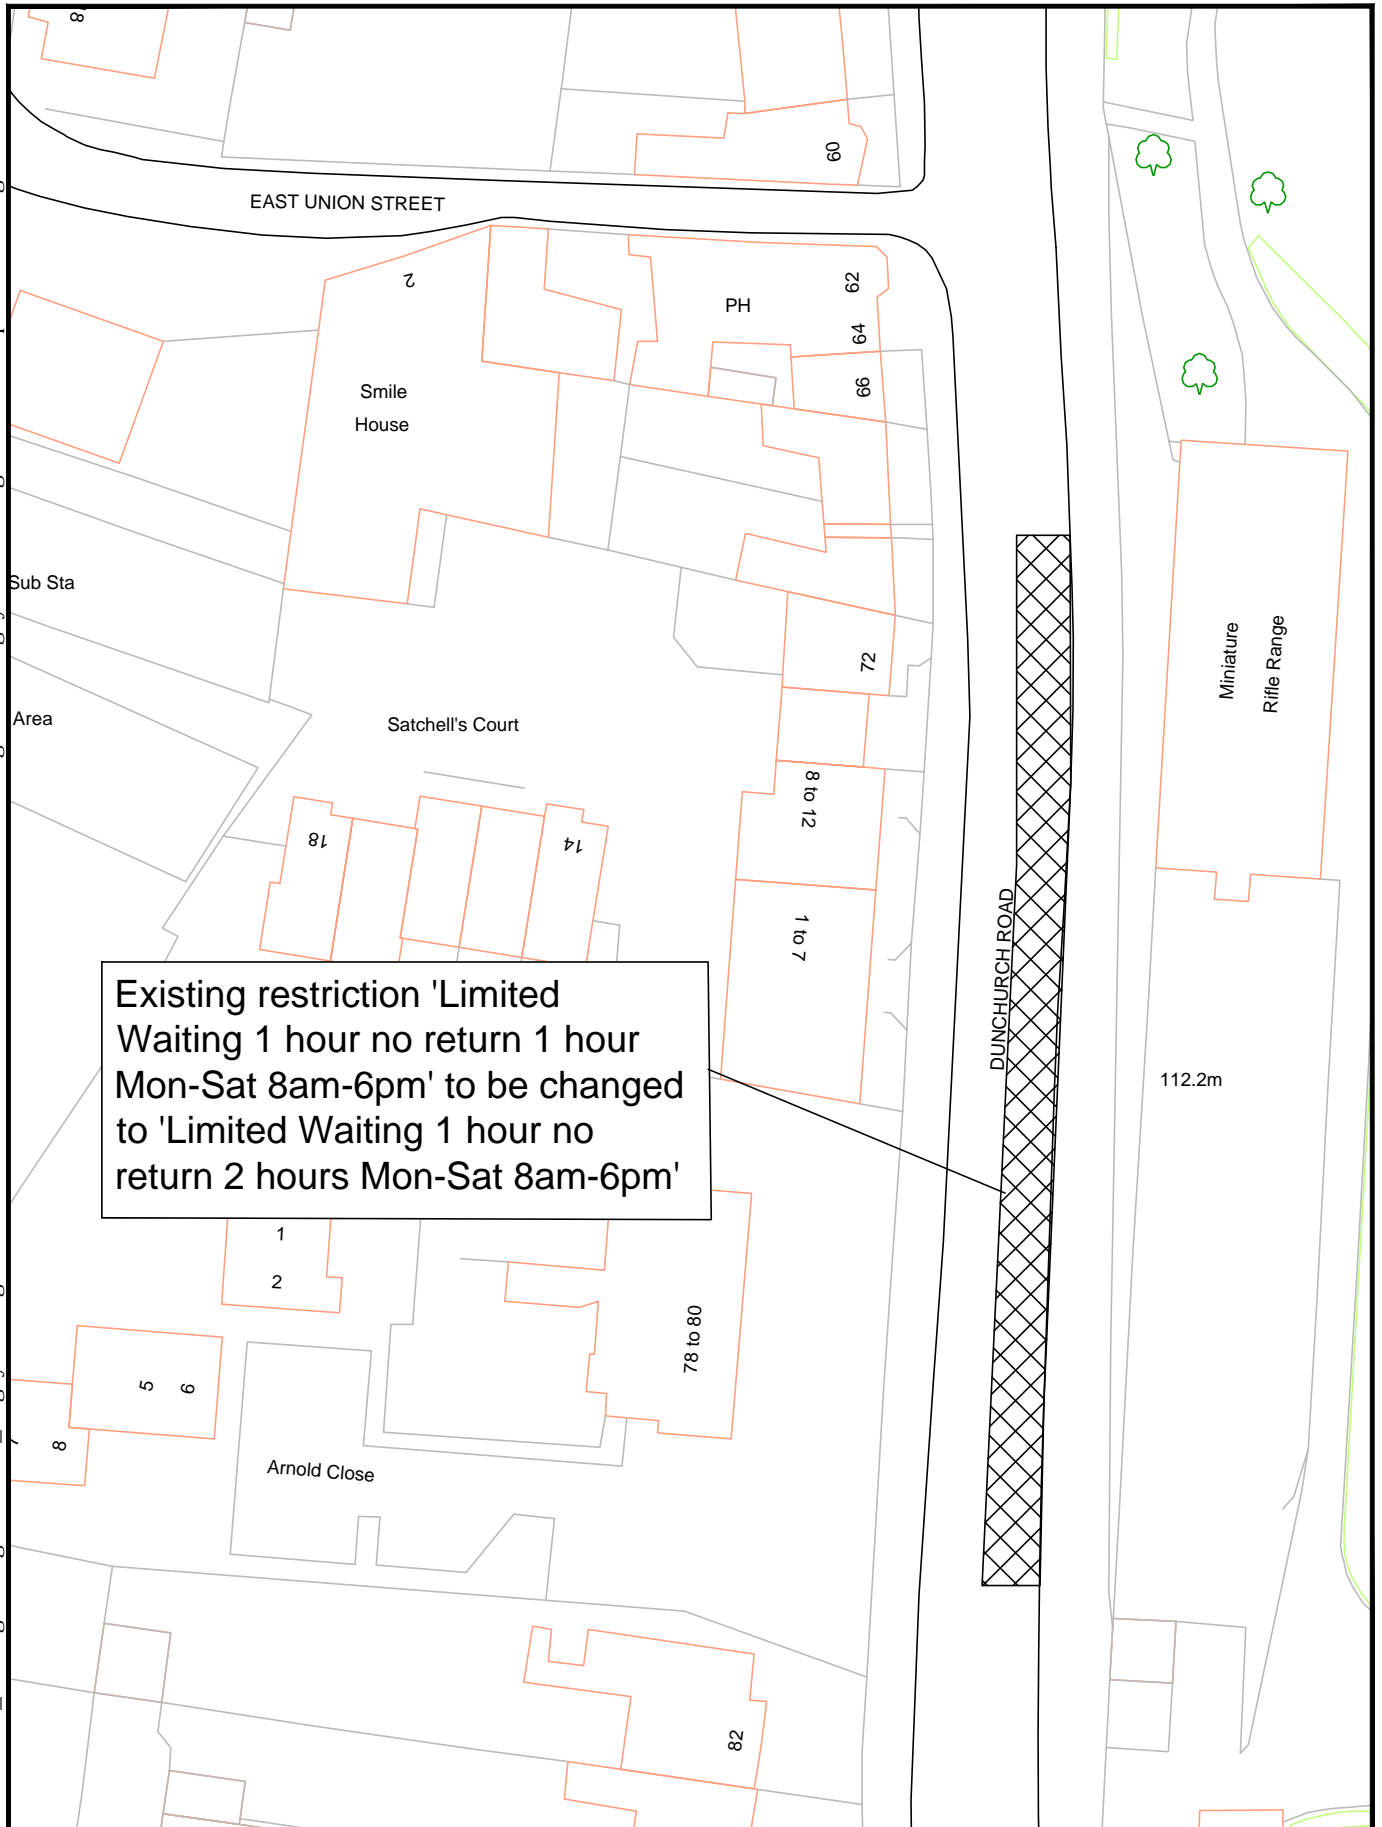 EAST UNION STREET
60
2
62
PH
64
66
Smile
House
Sub Sta
Area
72
Miniature
Rifle Range
Satchell's Court
8 to 12
18
14
1 to 7
DUNCHURCH ROAD
Existing restriction 'Limited
Waiting 1 hour no return 1 hour
Mon-Sat 8am-6pm' to be changed
to 'Limited Waiting 1 hour no
return 2 hours Mon-Sat 8am-6pm'
112.2m
1
2
78 to 80
5 6
8
Arnold Close
82